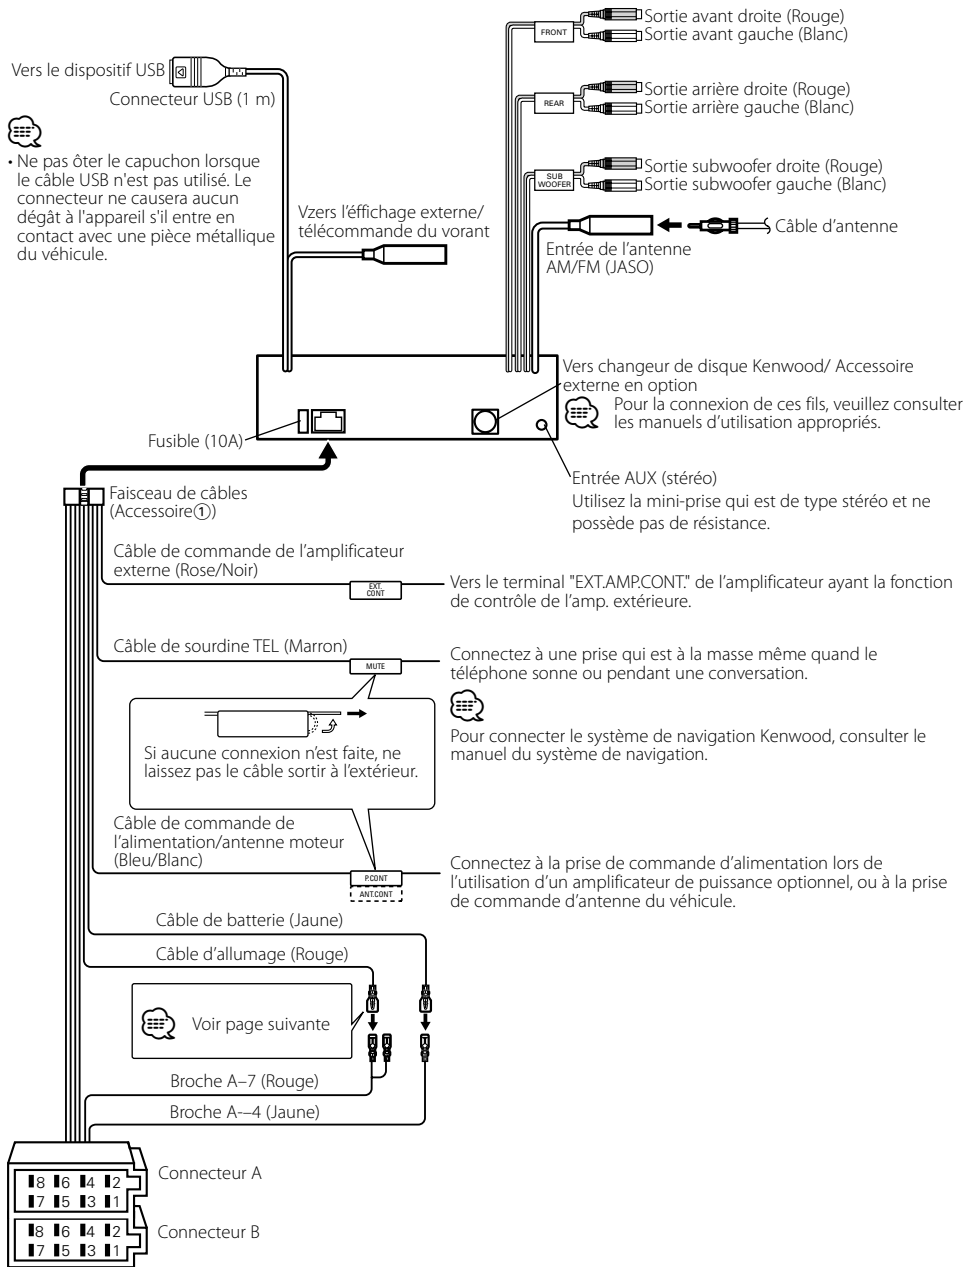 FRONT
Sortie avant droite (Rouge)
Sortie avant gauche (Blanc)
Vers le dispositif USB
Connecteur USB (1 m)
REAR
Sortie arrière droite (Rouge)
Sortie arrière gauche (Blanc)
• Ne pas ôter le capuchon lorsque
le câble USB n'est pas utilisé. Le
connecteur ne causera aucun
dégât à l'appareil s'il entre en
contact avec une pièce métallique
du véhicule.
SUB
WOOFER
Sortie subwoofer droite (Rouge)
Sortie subwoofer gauche (Blanc)
Vzers l'éffichage externe/
télécommande du vorant
Câble d'antenne
Entrée de l'antenne
AM/FM (JASO)
Vers changeur de disque Kenwood/ Accessoire
externe en option
Pour la connexion de ces fils, veuillez consulter
les manuels d'utilisation appropriés.
Fusible (10A)
Entrée AUX (stéréo)
Utilisez la mini-prise qui est de type stéréo et ne
possède pas de résistance.
Faisceau de câbles
(Accessoire①)
Câble de commande de l'amplificateur
externe (Rose/Noir)
EXT.
CONT
Vers le terminal "EXT.AMP.CONT." de l'amplificateur ayant la fonction
de contrôle de l'amp. extérieure.
Câble de sourdine TEL (Marron)
MUTE
Connectez à une prise qui est à la masse même quand le
téléphone sonne ou pendant une conversation.
Pour connecter le système de navigation Kenwood, consulter le
manuel du système de navigation.
Si aucune connexion n'est faite, ne
laissez pas le câble sortir à l'extérieur.
Câble de commande de
l'alimentation/antenne moteur
(Bleu/Blanc)
P.CONT
ANT.CONT
Connectez à la prise de commande d'alimentation lors de
l'utilisation d'un amplificateur de puissance optionnel, ou à la prise
de commande d'antenne du véhicule.
Câble de batterie (Jaune)
Câble d'allumage (Rouge)
Voir page suivante
Broche A–7 (Rouge)
Broche A-–4 (Jaune)
Connecteur A
8 6 4 2
7 5 3 1
Connecteur B
8 6 4 2
7 5 3 1